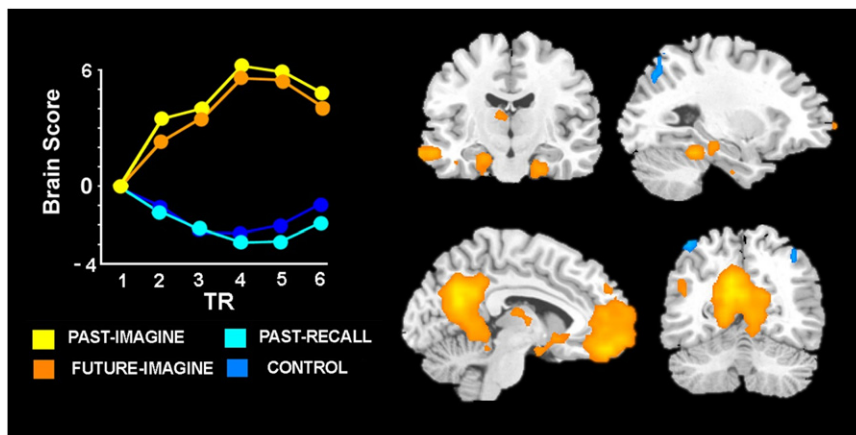 6
Brain Score
0
- 4
1 2 3 4 5 6
TR
PAST-IMAGINE
PAST-RECALL
FUTURE-IMAGINE
CONTROL